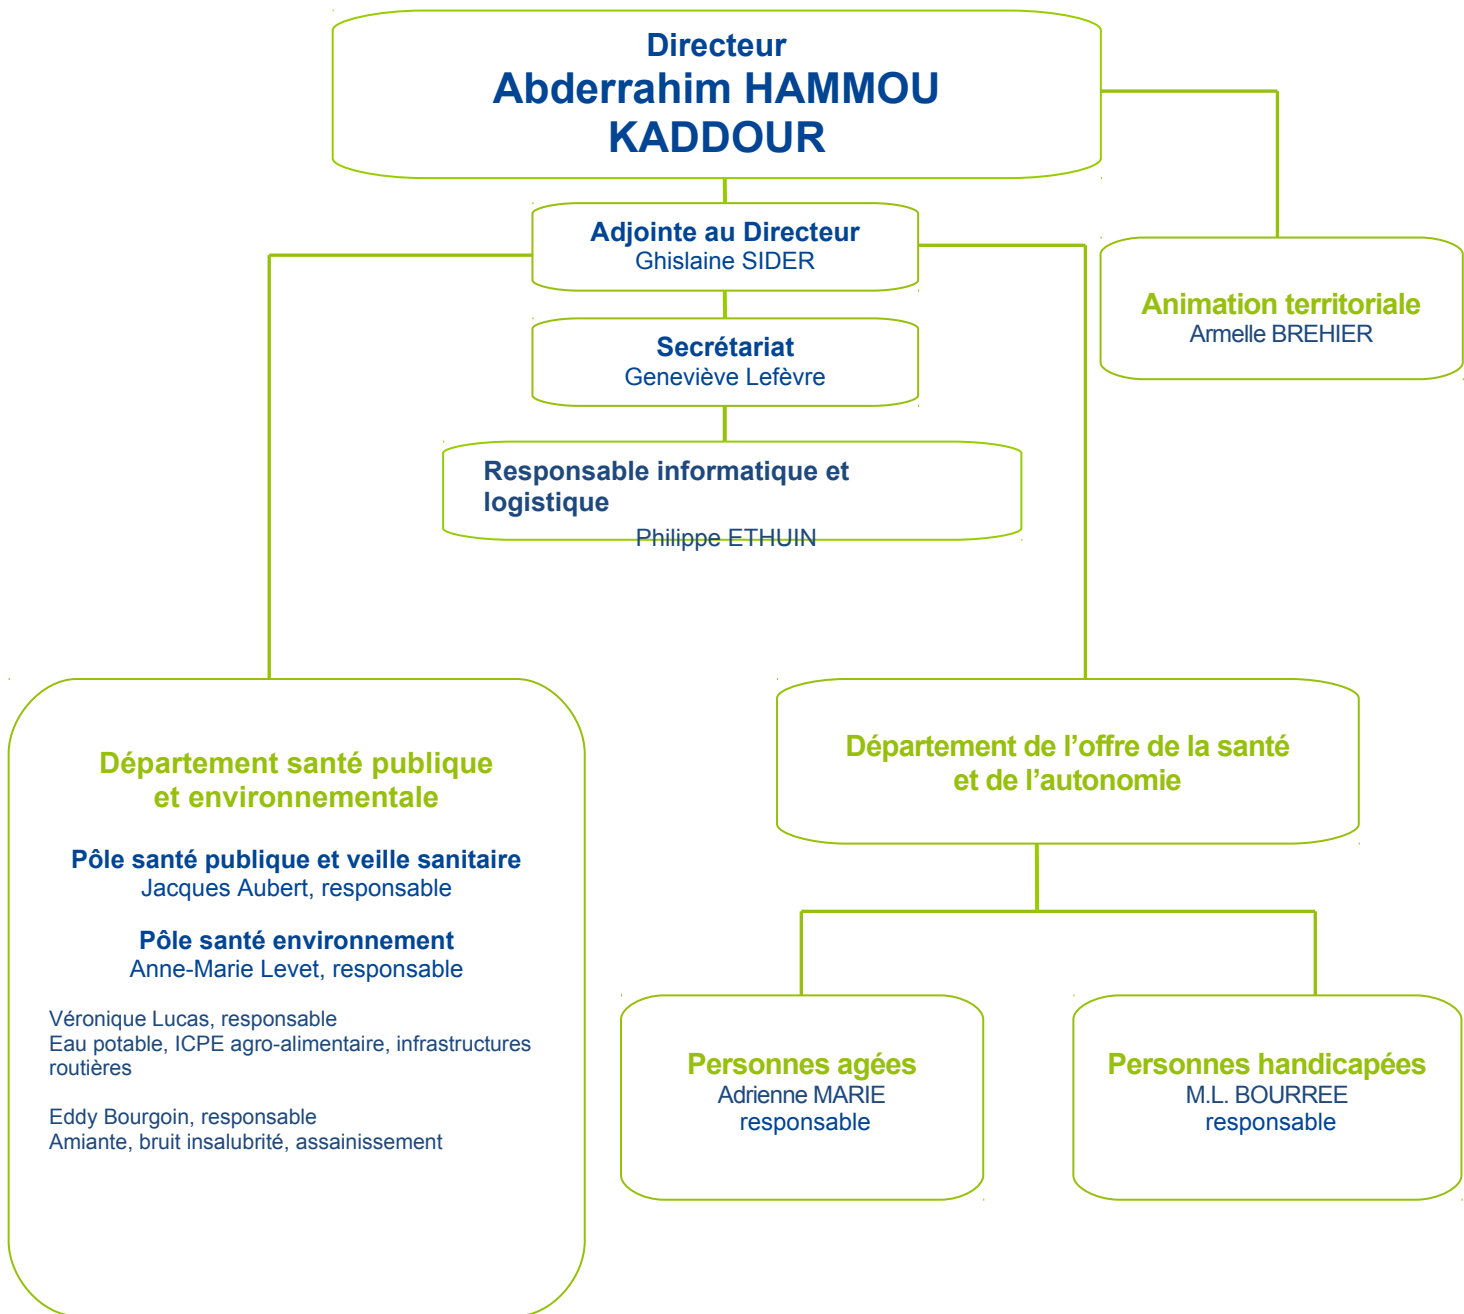 Directeur
Abderrahim HAMMOU
KADDOUR
Adjointe au Directeur
Ghislaine SIDER
Animation territoriale
Armelle BREHIER
Secrétariat
Geneviève Lefèvre
Responsable informatique et
logistique
Philippe ETHUIN
Département santé publique
et environnementale
Pôle santé publique et veille sanitaire
Jacques Aubert, responsable
Pôle santé environnement
Anne-Marie Levet, responsable
Véronique Lucas, responsable
Eau potable, ICPE agro-alimentaire, infrastructures
routières
Eddy Bourgoin, responsable
Amiante, bruit insalubrité, assainissement
Département de l’offre de la santé
et de l’autonomie
Personnes agées
Adrienne MARIE
responsable
Personnes handicapées
M.L. BOURREE
responsable